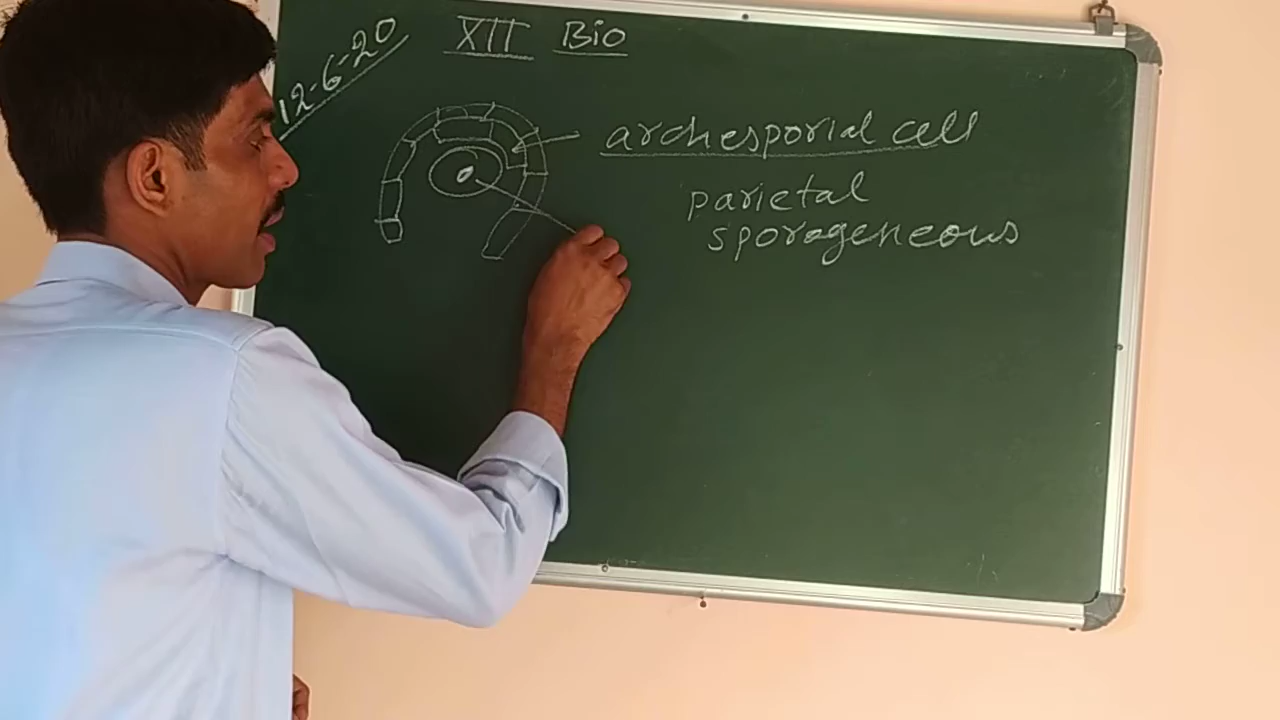 12-6-20
XII Bio
archesporial cell
parietal
sporogeneous